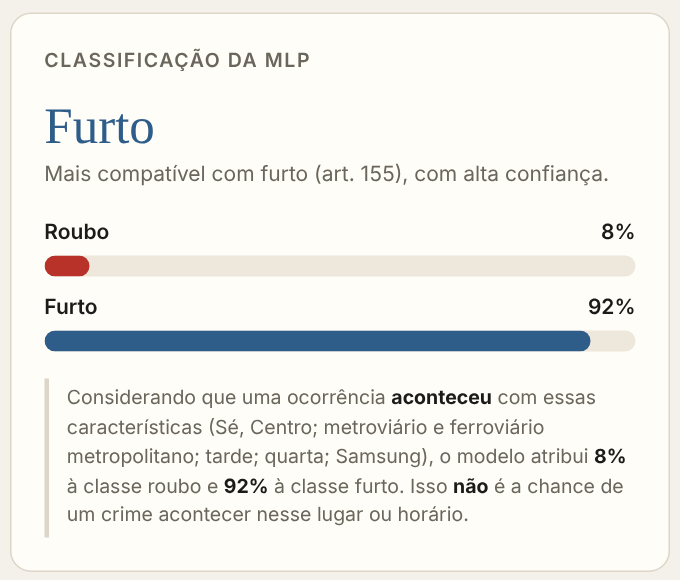 CLASSIFICAÇÃO DA MLP
Furto
Mais compatível com furto (art. 155), com alta confiança.
Roubo 8%
Furto 92%
Considerando que uma ocorrência aconteceu com essas
características (Sé, Centro; metroviário e ferroviário
metropolitano; tarde; quarta; Samsung), o modelo atribui 8%
à classe roubo e 92% à classe furto. Isso não é a chance de
um crime acontecer nesse lugar ou horário.